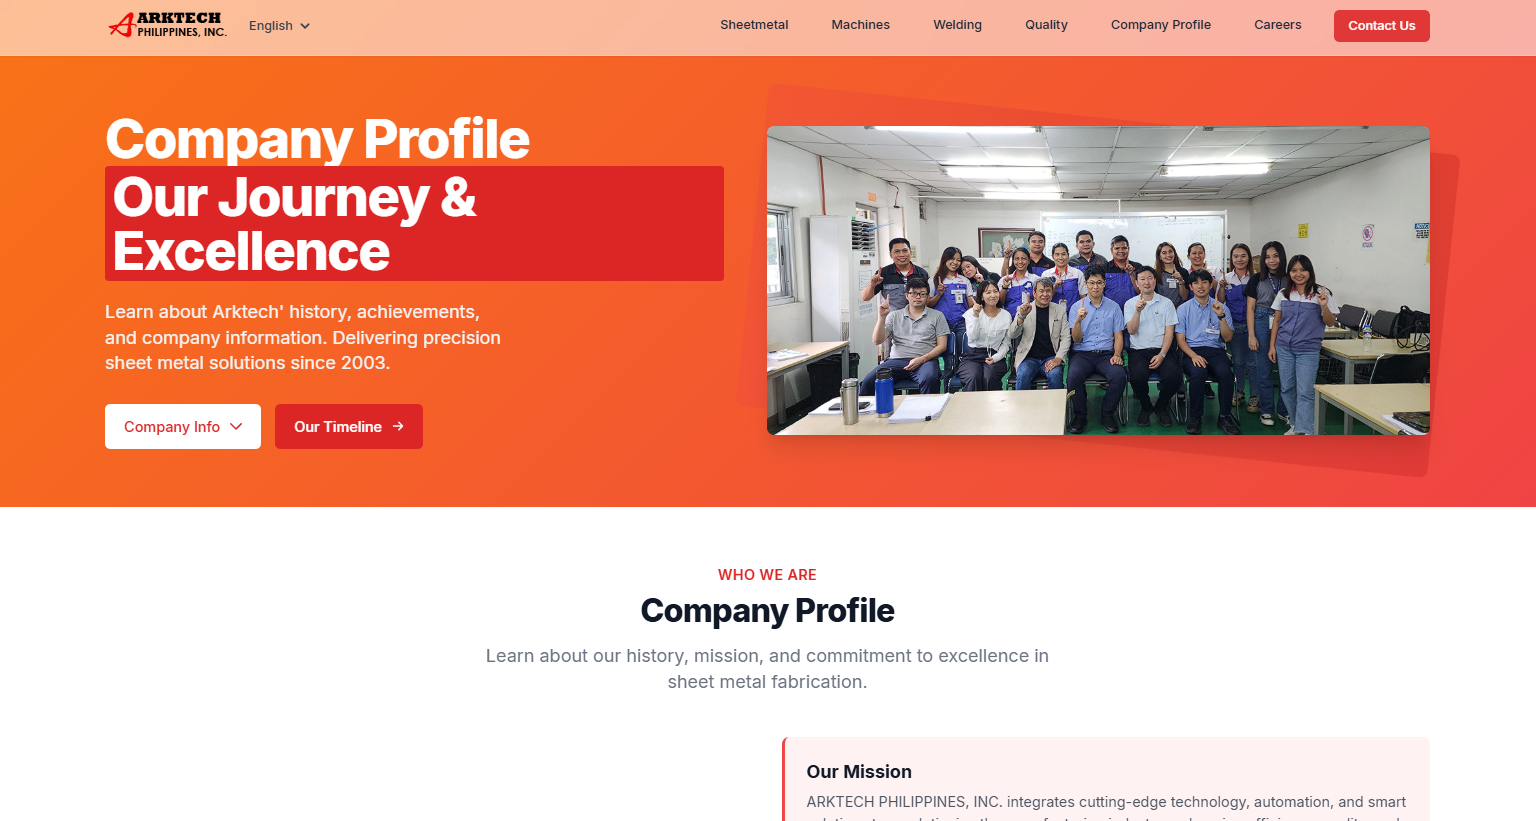 ARKTECH
PHILIPPINES, INC.
English
Sheetmetal
Machines
Welding
Quality
Company Profile
Careers
Contact Us
Company Profile
Our Journey &
Excellence
Learn about Arktech' history, achievements,
and company information. Delivering precision
sheet metal solutions since 2003.
Company Info
Our Timeline
WHO WE ARE
Company Profile
Learn about our history, mission, and commitment to excellence in
sheet metal fabrication.
Our Mission
ARKTECH PHILIPPINES, INC. integrates cutting-edge technology, automation, and smart